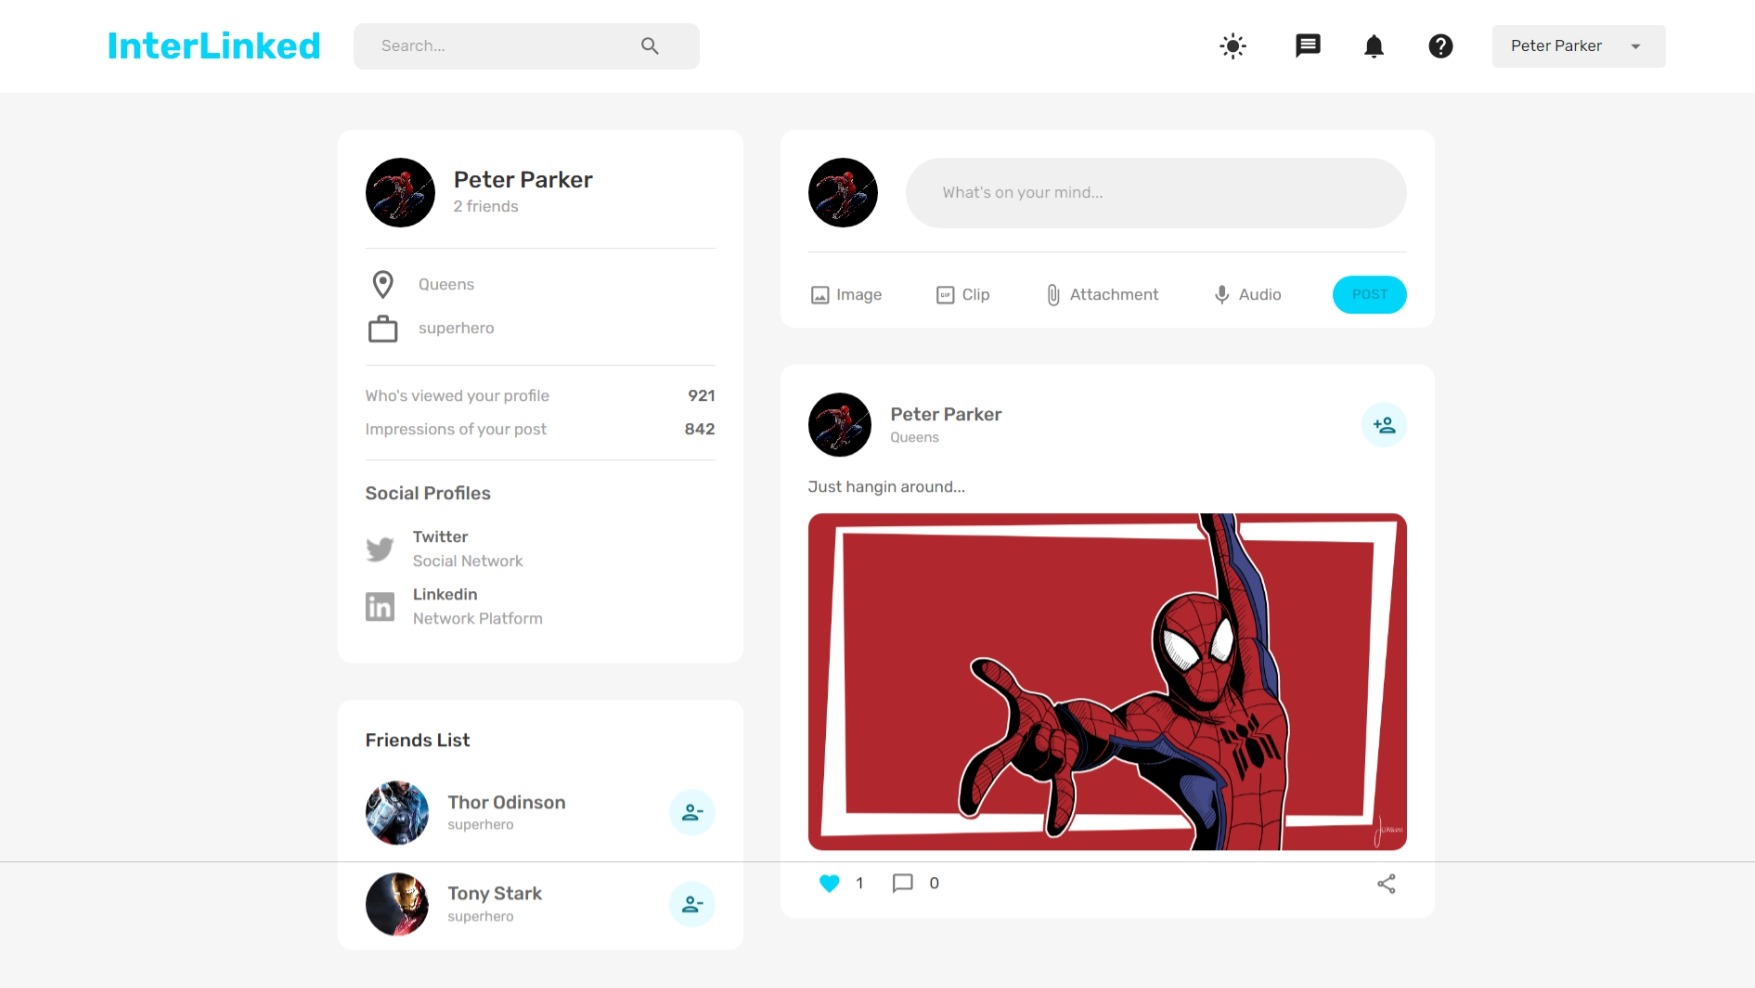 InterLinked
Search...
Peter Parker
Peter Parker
2 friends
Queens
superhero
Who's viewed your profile 921
Impressions of your post 842
Social Profiles
Twitter
Social Network
Linkedin
Network Platform
Friends List
Thor Odinson
superhero
Tony Stark
superhero
What's on your mind...
Image
GIF Clip
Attachment
Audio
POST
Peter Parker
Queens
Just hangin around...
1
0